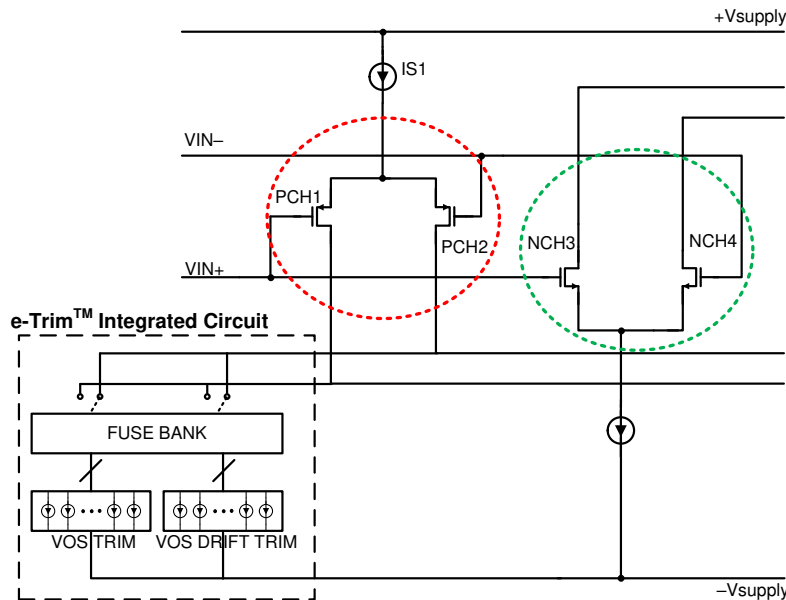 +Vsupply
IS1
VIN–
PCH1
PCH2
NCH3
NCH4
VIN+
e-Trim™ Integrated Circuit
FUSE BANK
VOS TRIM
VOS DRIFT TRIM
–Vsupply